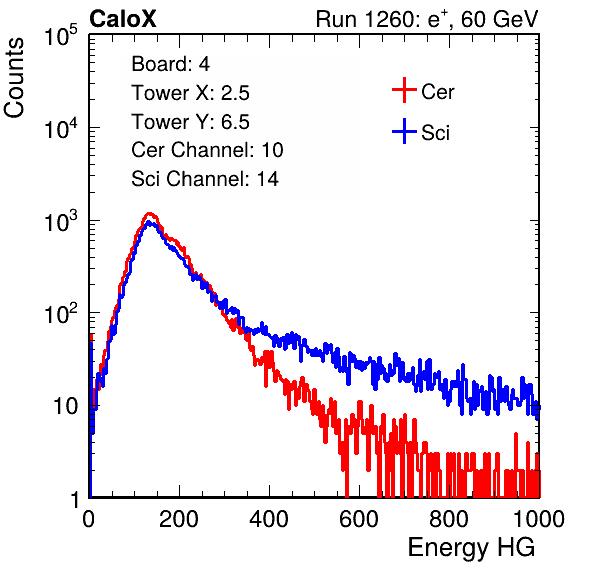 CaloX Run 1260: e⁺, 60 GeV
Counts
10⁵
10⁴
10³
10²
10
1
Board: 4
Tower X: 2.5
Tower Y: 6.5
Cer Channel: 10
Sci Channel: 14
Cer
Sci
0 200 400 600 800 1000
Energy HG